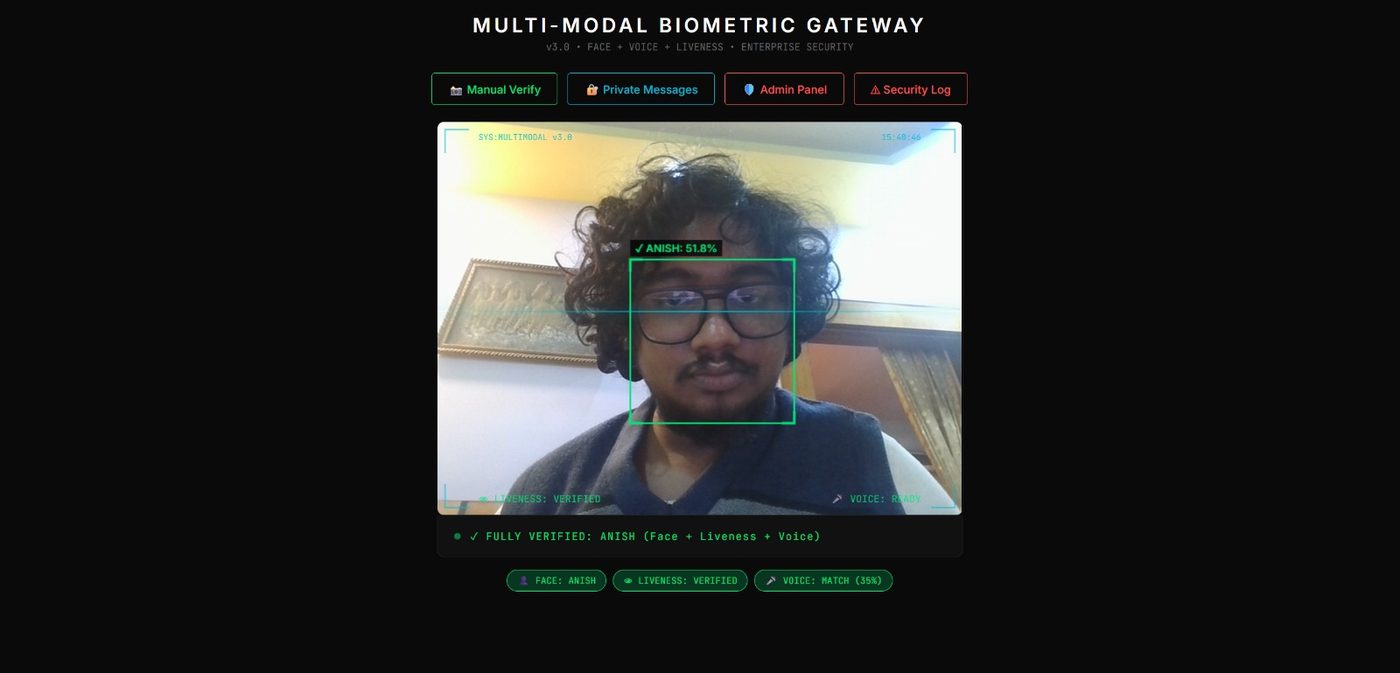 MULTI-MODAL BIOMETRIC GATEWAY
v3.0 • FACE + VOICE + LIVENESS • ENTERPRISE SECURITY
📷 Manual Verify 🔐 Private Messages 🛡️ Admin Panel ⚠ Security Log
SYS:MULTIMODAL v3.0 15:40:46
✓ ANISH: 51.8%
👁 LIVENESS: VERIFIED 🎤 VOICE: READY
✓ FULLY VERIFIED: ANISH (Face + Liveness + Voice)
👤 FACE: ANISH 👁 LIVENESS: VERIFIED 🎤 VOICE: MATCH (35%)